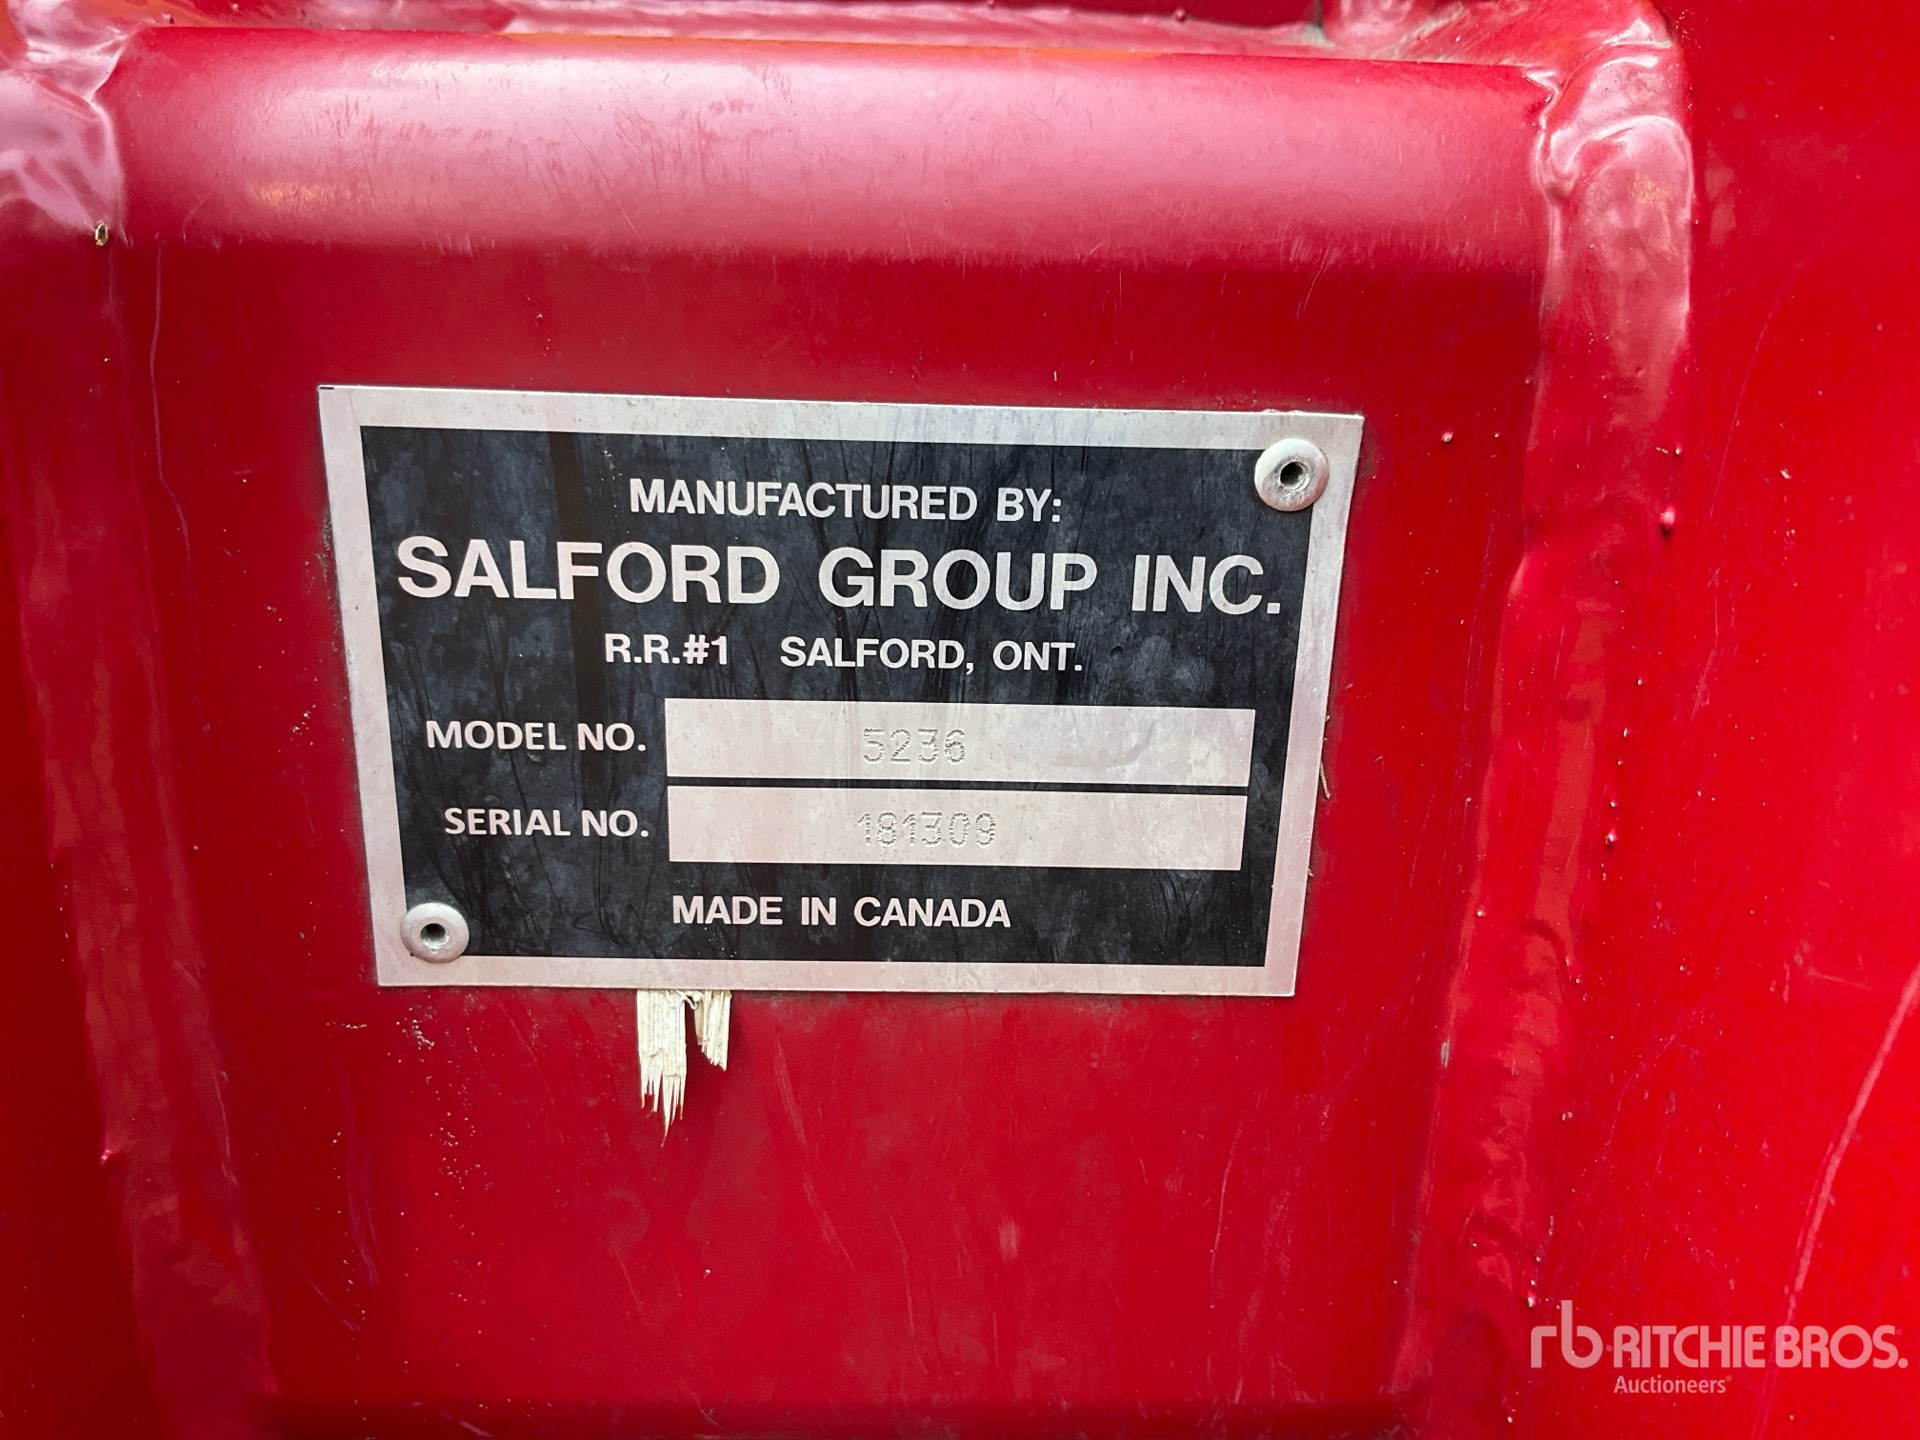 MANUFACTURED BY:
SALFORD GROUP INC.
R.R.#1 SALFORD, ONT.
MODEL NO. 5236
SERIAL NO. 181309
MADE IN CANADA
rb RITCHIE BROS.
Auctioneers